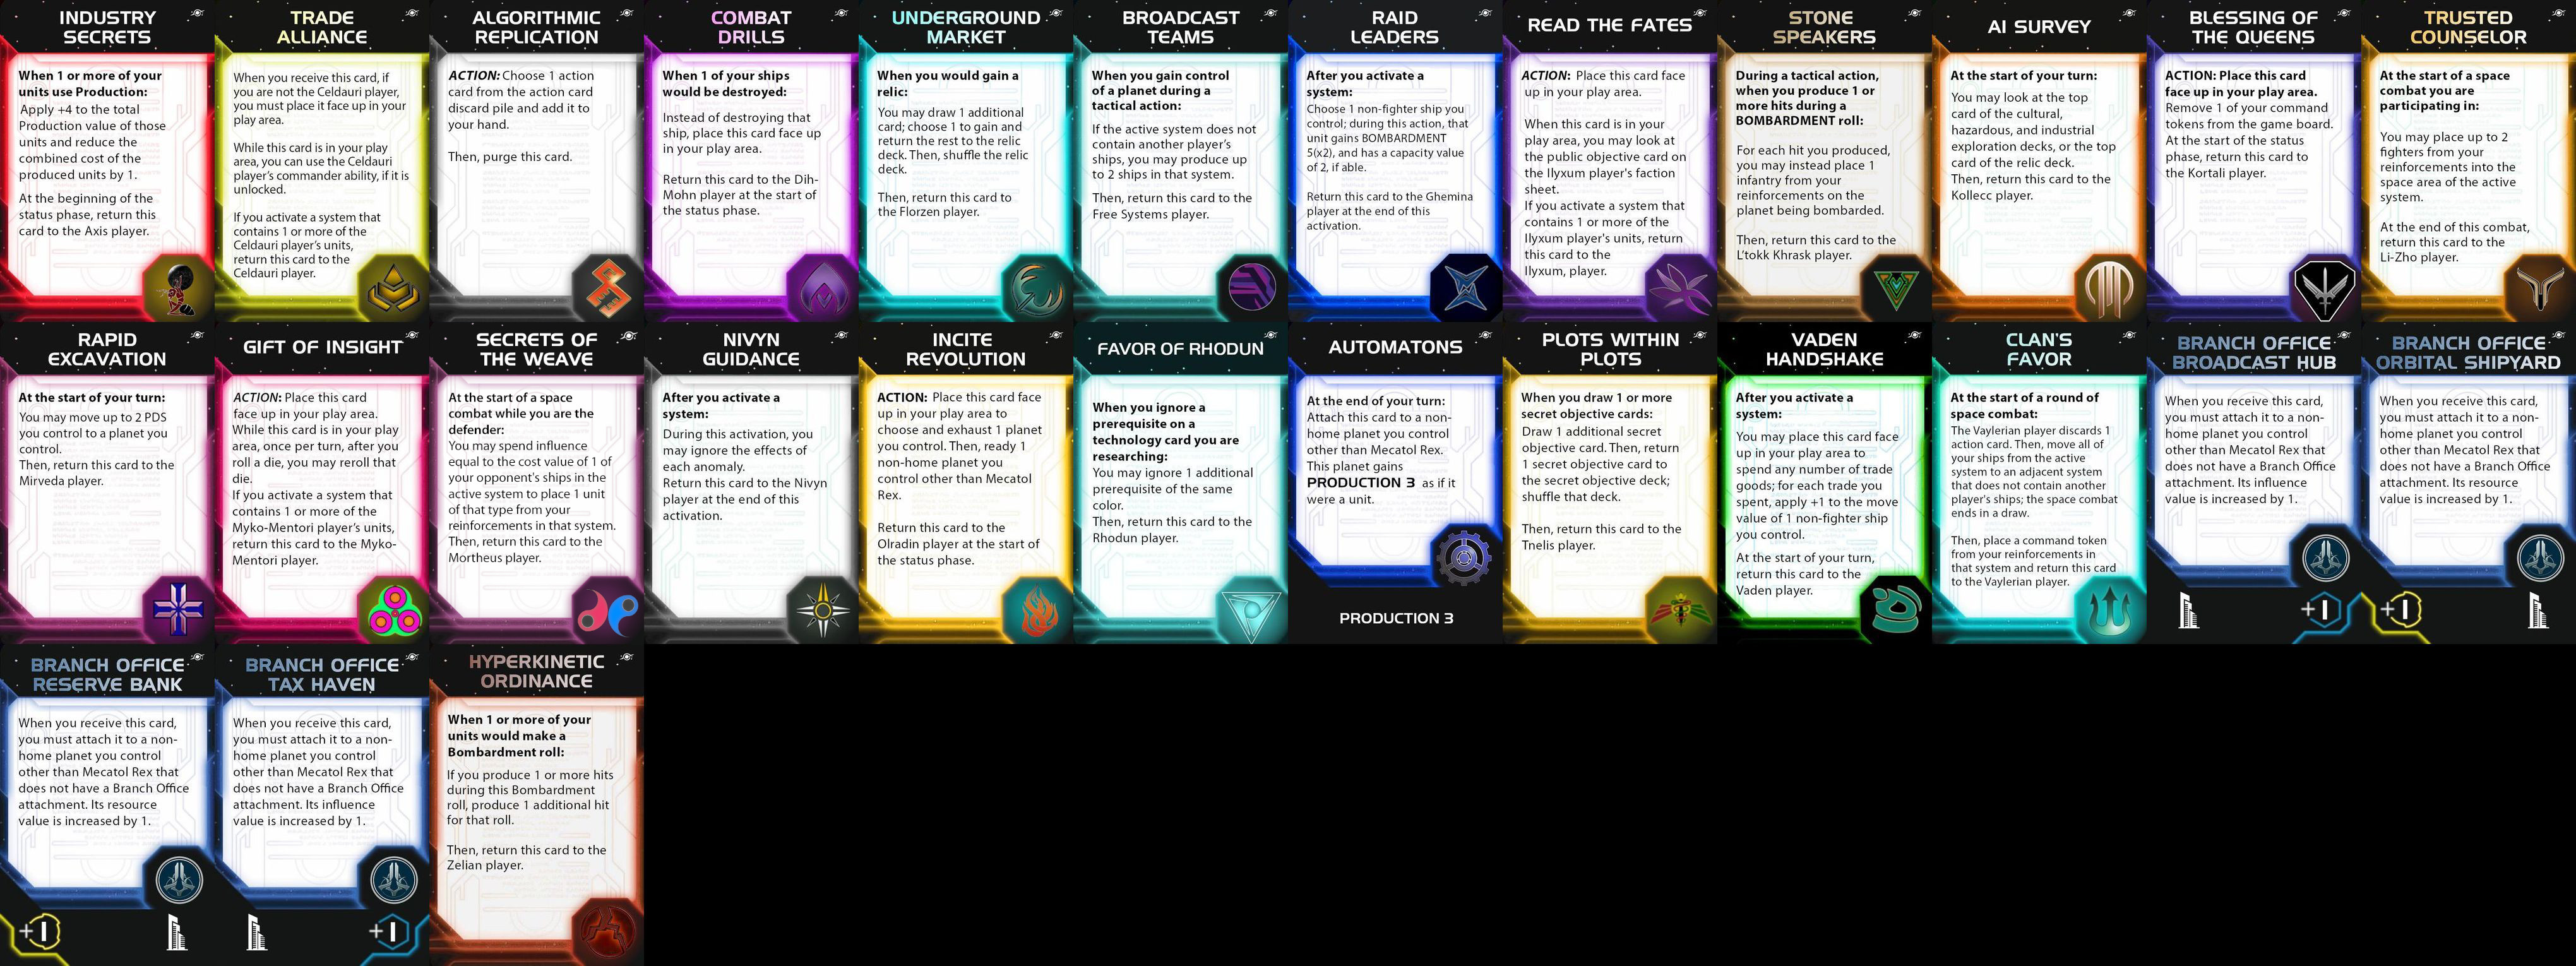 INDUSTRY
SECRETS
When 1 or more of your
units use Production:
Apply +4 to the total
Production value of those
units and reduce the
combined cost of the
produced units by 1.
At the beginning of the
status phase, return this
card to the Axis player.
TRADE
ALLIANCE
When you receive this card, if
you are not the Celdauri player,
you must place it face up in your
play area.
While this card is in your play
area, you can use the Celdauri
player's commander ability, if it is
unlocked.
If you activate a system that
contains 1 or more of the
Celdauri player's units,
return this card to the
Celdauri player.
ALGORITHMIC
REPLICATION
ACTION: Choose 1 action
card from the action card
discard pile and add it to
your hand.
Then, purge this card.
COMBAT
DRILLS
When 1 of your ships
would be destroyed:
Instead of destroying that
ship, place this card face up
in your play area.
Return this card to the Dih-
Mohn player at the start of
the status phase.
UNDERGROUND
MARKET
When you would gain a
relic:
You may draw 1 additional
card; choose 1 to gain and
return the rest to the relic
deck. Then, shuffle the relic
deck.
Then, return this card to
the Florzen player.
BROADCAST
TEAMS
When you gain control
of a planet during a
tactical action:
If the active system does not
contain another player's
ships, you may produce up
to 2 ships in that system.
Then, return this card to the
Free Systems player.
RAID
LEADERS
After you activate a
system:
Choose 1 non-fighter ship you
control; during this action, that
unit gains BOMBARDMENT
5(x2), and has a capacity value
of 2, if able.
Return this card to the Ghemina
player at the end of this
activation.
READ THE FATES
ACTION: Place this card face
up in your play area.
When this card is in your
play area, you may look at
the public objective card on
the Ilyxum player's faction
sheet.
If you activate a system that
contains 1 or more of the
Ilyxum player's units, return
this card to the
Ilyxum, player.
STONE
SPEAKERS
During a tactical action,
when you produce 1 or
more hits during a
BOMBARDMENT roll:
For each hit you produced,
you may instead place 1
infantry from your
reinforcements on the
planet being bombarded.
Then, return this card to the
L'tokk Khrask player.
AI SURVEY
At the start of your turn:
You may look at the top
card of the cultural,
hazardous, and industrial
exploration decks, or the top
card of the relic deck.
Then, return this card to the
Kollecc player.
BLESSING OF
THE QUEENS
ACTION: Place this card
face up in your play area.
Remove 1 of your command
tokens from the game board.
At the start of the status
phase, return this card to
the Kortali player.
TRUSTED
COUNSELOR
At the start of a space
combat you are
participating in:
You may place up to 2
fighters from your
reinforcements into the
space area of the active
system.
At the end of this combat,
return this card to the
Li-Zho player.
RAPID
EXCAVATION
At the start of your turn:
You may move up to 2 PDS
you control to a planet you
control.
Then, return this card to the
Mirveda player.
GIFT OF INSIGHT
ACTION: Place this card
face up in your play area.
While this card is in your play
area, once per turn, after you
roll a die, you may reroll that
die.
If you activate a system that
contains 1 or more of the
Myko-Mentori player's units,
return this card to the Myko-
Mentori player.
SECRETS OF
THE WEAVE
At the start of a space
combat while you are the
defender:
You may spend influence
equal to the cost value of 1 of
your opponent's ships in the
active system to place 1 unit
of that type from your
reinforcements in that system.
Then, return this card to the
Mortheus player.
NIVYN
GUIDANCE
After you activate a
system:
During this activation, you
may ignore the effects of
each anomaly.
Return this card to the Nivyn
player at the end of this
activation.
INCITE
REVOLUTION
ACTION: Place this card face
up in your play area to
choose and exhaust 1 planet
you control. Then, ready 1
non-home planet you
control other than Mecatol
Rex.
Return this card to the
Olradin player at the start of
the status phase.
FAVOR OF RHODUN
When you ignore a
prerequisite on a
technology card you are
researching:
You may ignore 1 additional
prerequisite of the same
color.
Then, return this card to the
Rhodun player.
AUTOMATONS
At the end of your turn:
Attach this card to a non-
home planet you control
other than Mecatol Rex.
This planet gains
PRODUCTION 3 as if it
were a unit.
PRODUCTION 3
PLOTS WITHIN
PLOTS
When you draw 1 or more
secret objective cards:
Draw 1 additional secret
objective card. Then, return
1 secret objective card to
the secret objective deck;
shuffle that deck.
Then, return this card to the
Tnelis player.
VADEN
HANDSHAKE
After you activate a
system:
You may place this card face
up in your play area to
spend any number of trade
goods; for each trade you
spent, apply +1 to the move
value of 1 non-fighter ship
you control.
At the start of your turn,
return this card to the
Vaden player.
CLAN'S
FAVOR
At the start of a round of
space combat:
The Vaylerian player discards 1
action card. Then, move all of
your ships from the active
system to an adjacent system
that does not contain another
player's ships; the space combat
ends in a draw.
Then, place a command token
from your reinforcements in
that system and return this card
to the Vaylerian player.
BRANCH OFFICE
BROADCAST HUB
When you receive this card,
you must attach it to a non-
home planet you control
other than Mecatol Rex that
does not have a Branch Office
attachment. Its influence
value is increased by 1.
+1
BRANCH OFFICE
ORBITAL SHIPYARD
When you receive this card,
you must attach it to a non-
home planet you control
other than Mecatol Rex that
does not have a Branch Office
attachment. Its resource
value is increased by 1.
+1
BRANCH OFFICE
RESERVE BANK
When you receive this card,
you must attach it to a non-
home planet you control
other than Mecatol Rex that
does not have a Branch Office
attachment. Its resource
value is increased by 1.
+1
BRANCH OFFICE
TAX HAVEN
When you receive this card,
you must attach it to a non-
home planet you control
other than Mecatol Rex that
does not have a Branch Office
attachment. Its influence
value is increased by 1.
+1
HYPERKINETIC
ORDINANCE
When 1 or more of your
units would make a
Bombardment roll:
If you produce 1 or more hits
during this Bombardment
roll, produce 1 additional hit
for that roll.
Then, return this card to the
Zelian player.